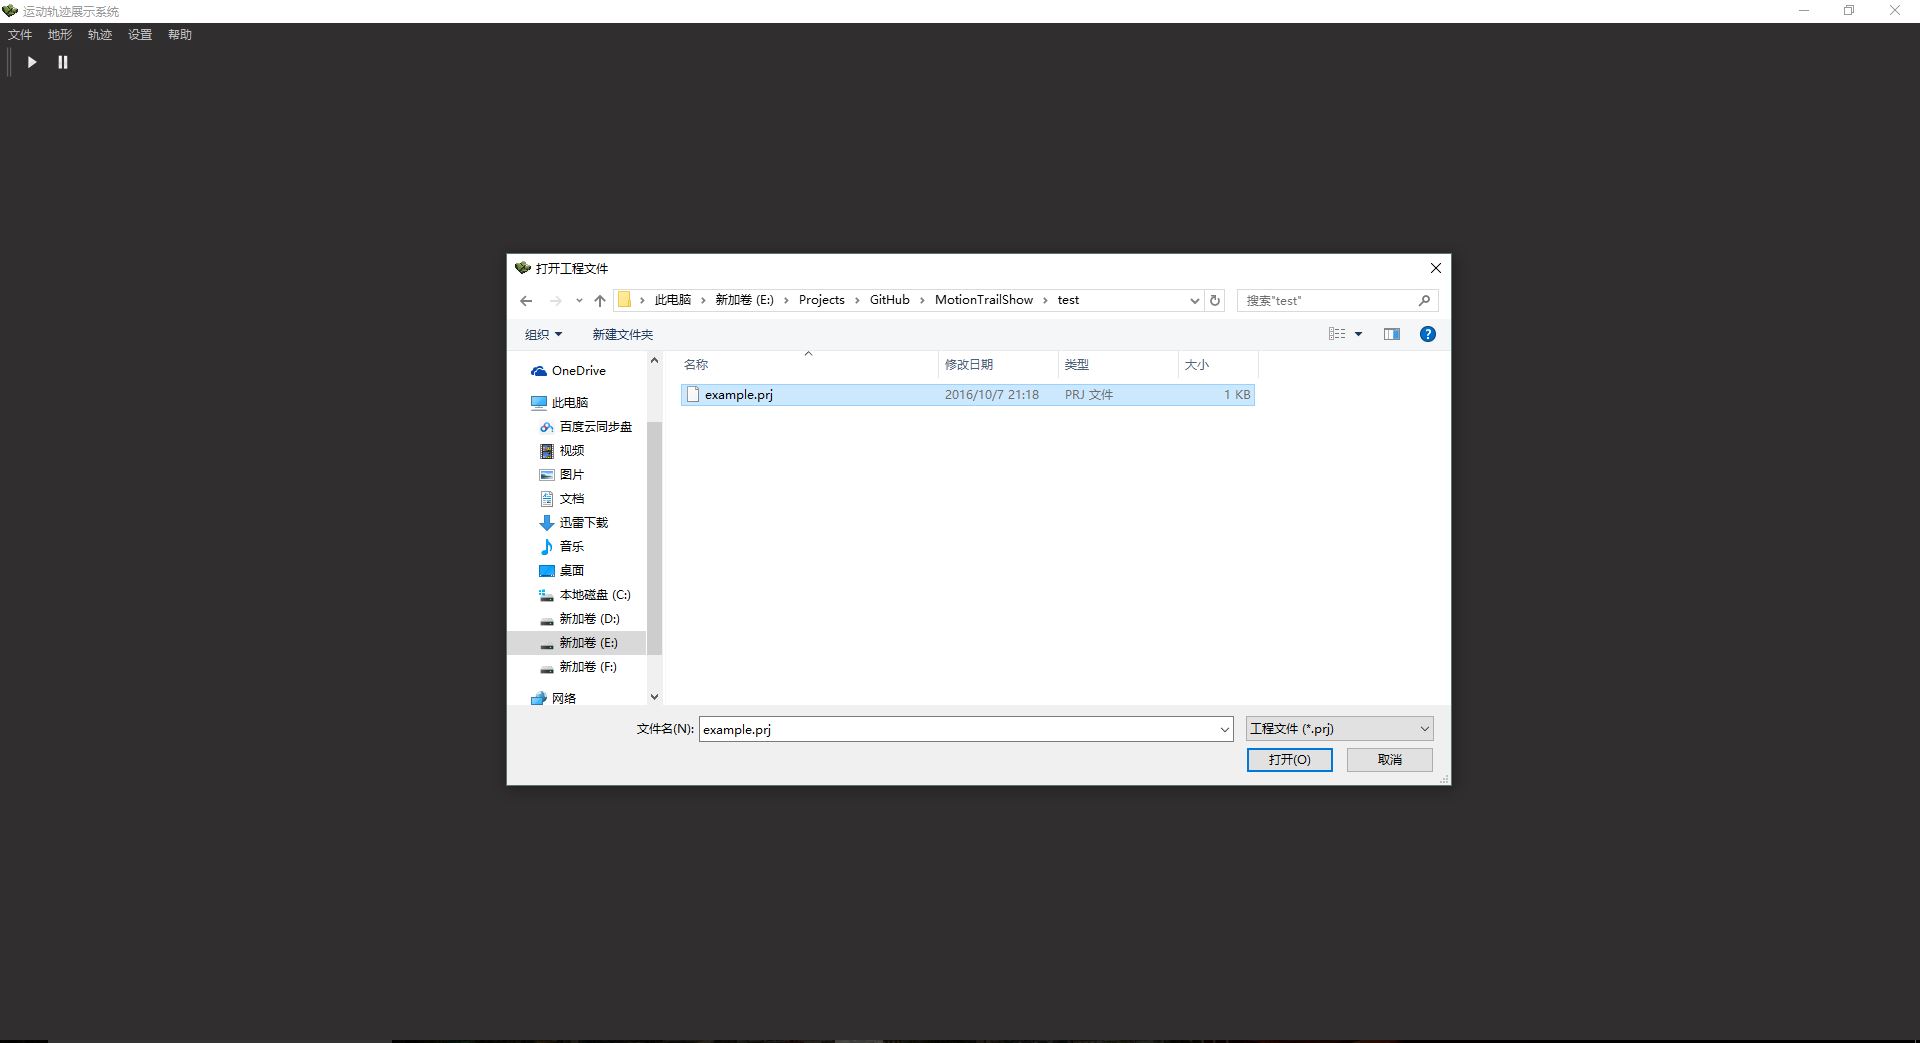 运动轨迹展示系统
文件 地形 轨迹 设置 帮助
打开工程文件
此电脑 新加卷 (E:) Projects GitHub MotionTrailShow test 搜索"test"
组织 新建文件夹
名称 修改日期 类型 大小
example.prj 2016/10/7 21:18 PRJ 文件 1 KB
OneDrive
此电脑
百度云同步盘
视频
图片
文档
迅雷下载
音乐
桌面
本地磁盘 (C:)
新加卷 (D:)
新加卷 (E:)
新加卷 (F:)
网络
文件名(N): example.prj 工程文件 (*.prj)
打开(O) 取消